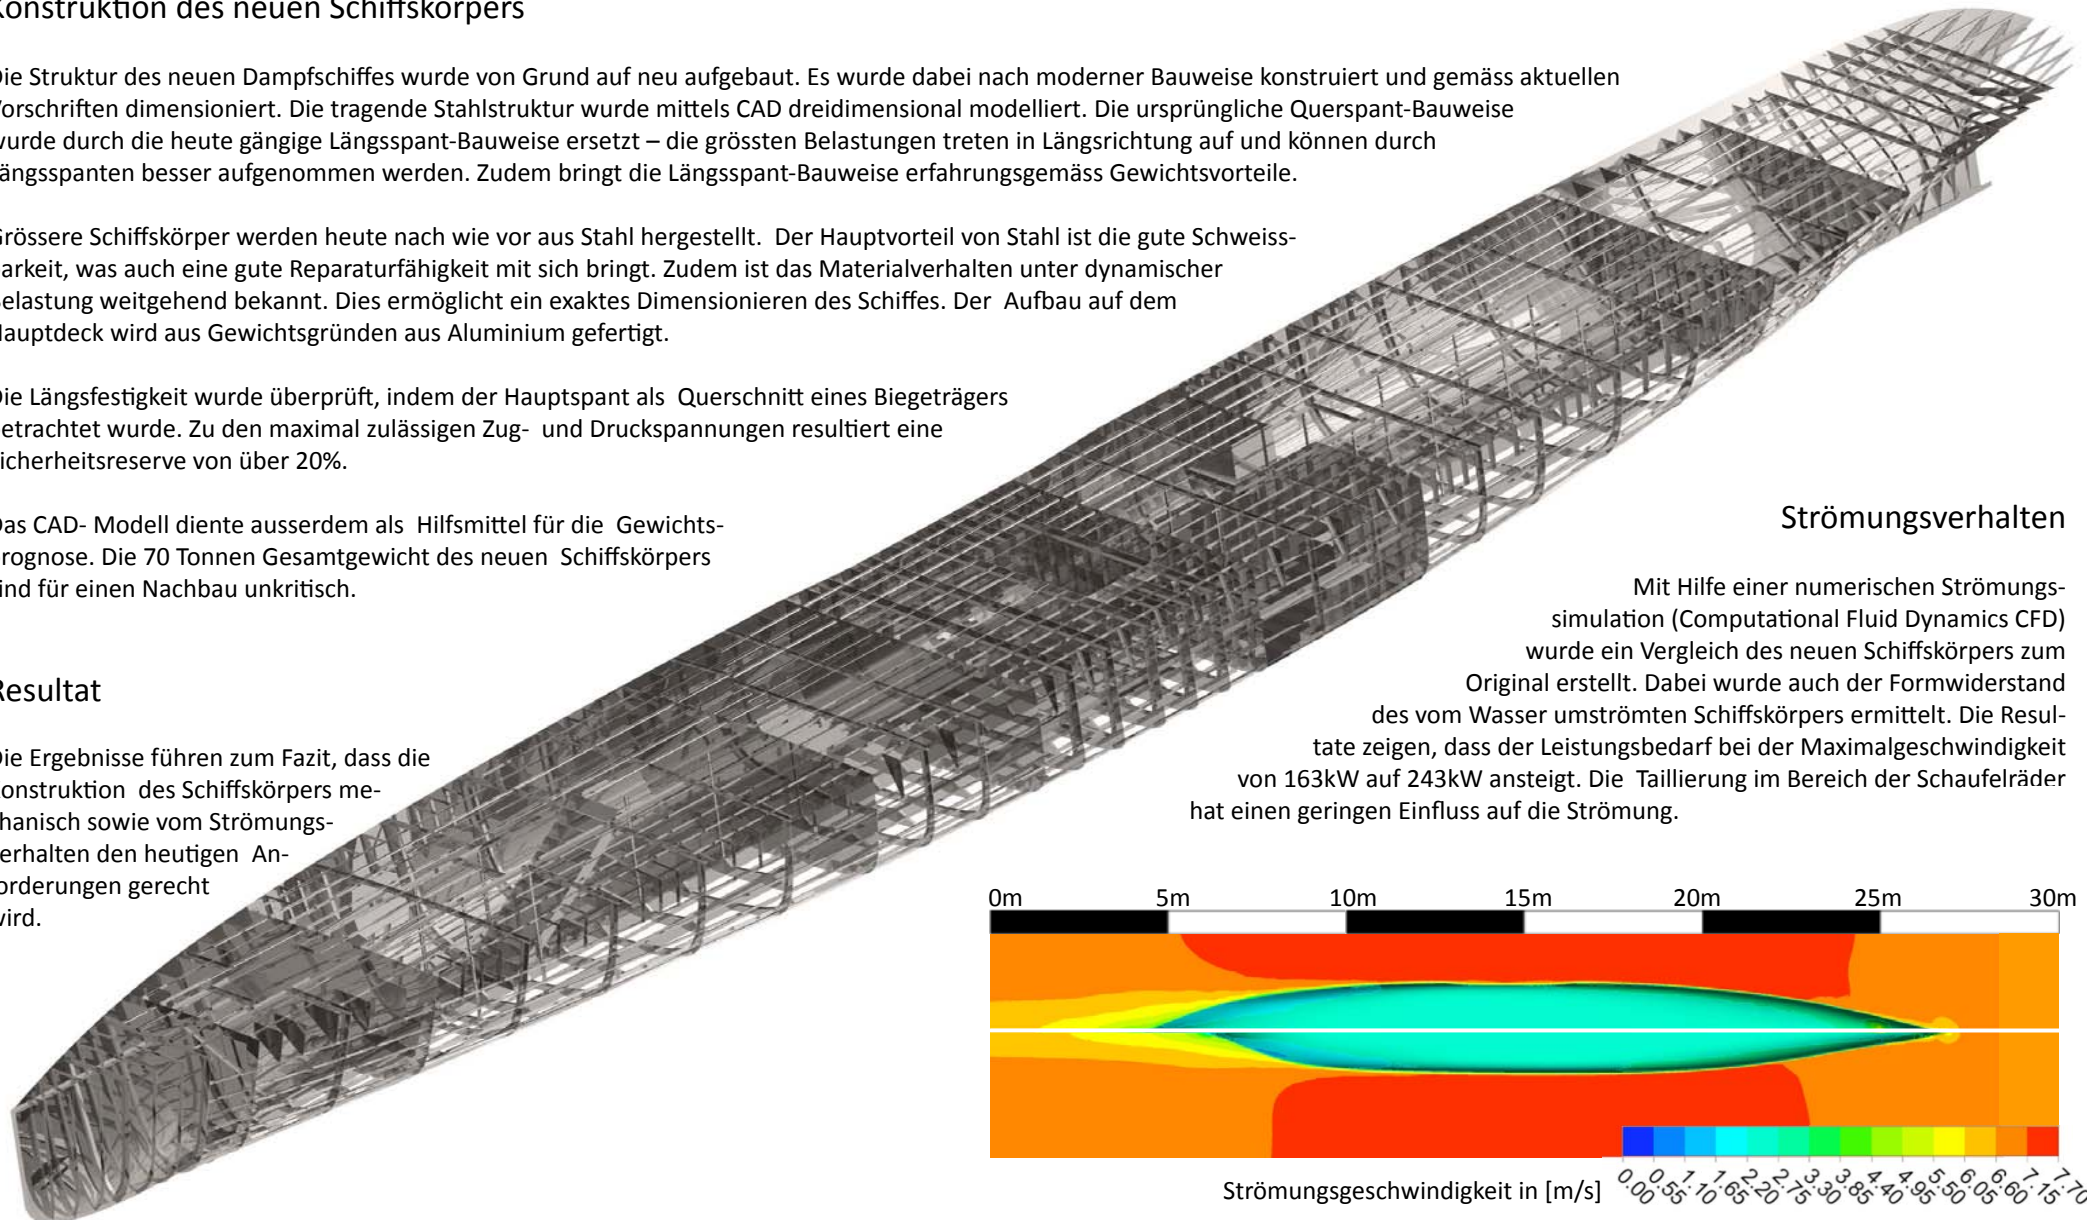 Konstruktion des neuen Schiffskörpers
Die Struktur des neuen Dampfschiffes wurde von Grund auf neu aufgebaut. Es wurde dabei nach moderner Bauweise konstruiert und gemäss aktuellen
Vorschriften dimensioniert. Die tragende Stahlstruktur wurde mittels CAD dreidimensional modelliert. Die ursprüngliche Querspant-Bauweise
wurde durch die heute gängige Längsspant-Bauweise ersetzt – die grössten Belastungen treten in Längsrichtung auf und können durch
ängsspanten besser aufgenommen werden. Zudem bringt die Längsspant-Bauweise erfahrungsgemäss Gewichtsvorteile.
Grössere Schiffskörper werden heute nach wie vor aus Stahl hergestellt. Der Hauptvorteil von Stahl ist die gute Schweiss-
arkeit, was auch eine gute Reparaturfähigkeit mit sich bringt. Zudem ist das Materialverhalten unter dynamischer
Belastung weitgehend bekannt. Dies ermöglicht ein exaktes Dimensionieren des Schiffes. Der Aufbau auf dem
Hauptdeck wird aus Gewichtsgründen aus Aluminium gefertigt.
Die Längsfestigkeit wurde überprüft, indem der Hauptspant als Querschnitt eines Biegeträgers
etrachtet wurde. Zu den maximal zulässigen Zug- und Druckspannungen resultiert eine
icherheitsreserve von über 20%.
Das CAD- Modell diente ausserdem als Hilfsmittel für die Gewichts-
rognose. Die 70 Tonnen Gesamtgewicht des neuen Schiffskörpers
ind für einen Nachbau unkritisch.
Resultat
Die Ergebnisse führen zum Fazit, dass die
Konstruktion des Schiffskörpers me-
hanisch sowie vom Strömungs-
erhalten den heutigen An-
orderungen gerecht
wird.
Strömungsverhalten
Mit Hilfe einer numerischen Strömungs-
simulation (Computational Fluid Dynamics CFD)
wurde ein Vergleich des neuen Schiffskörpers zum
Original erstellt. Dabei wurde auch der Formwiderstand
des vom Wasser umströmten Schiffskörpers ermittelt. Die Resul-
tate zeigen, dass der Leistungsbedarf bei der Maximalgeschwindigkeit
von 163kW auf 243kW ansteigt. Die Taillierung im Bereich der Schaufelräder
hat einen geringen Einfluss auf die Strömung.
0m 5m 10m 15m 20m 25m 30m
Strömungsgeschwindigkeit in [m/s] 0.00 0.55 1.10 1.65 2.20 2.75 3.30 3.85 4.40 4.95 5.50 6.05 6.60 7.15 7.70